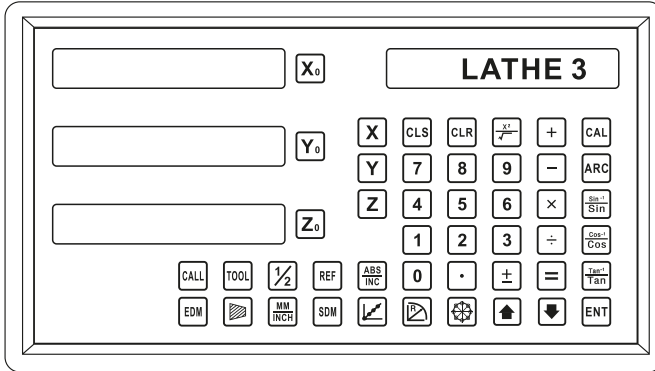 X₀ LATHE 3
X CLS CLR x² √ + CAL
Y₀ Y 7 8 9 − ARC
Z 4 5 6 × Sin⁻¹ Sin
Z₀ 1 2 3 ÷ Cos⁻¹ Cos
CALL TOOL 1/2 REF ABS INC 0 · ± = Tan⁻¹ Tan
EDM MM INCH SDM R ENT